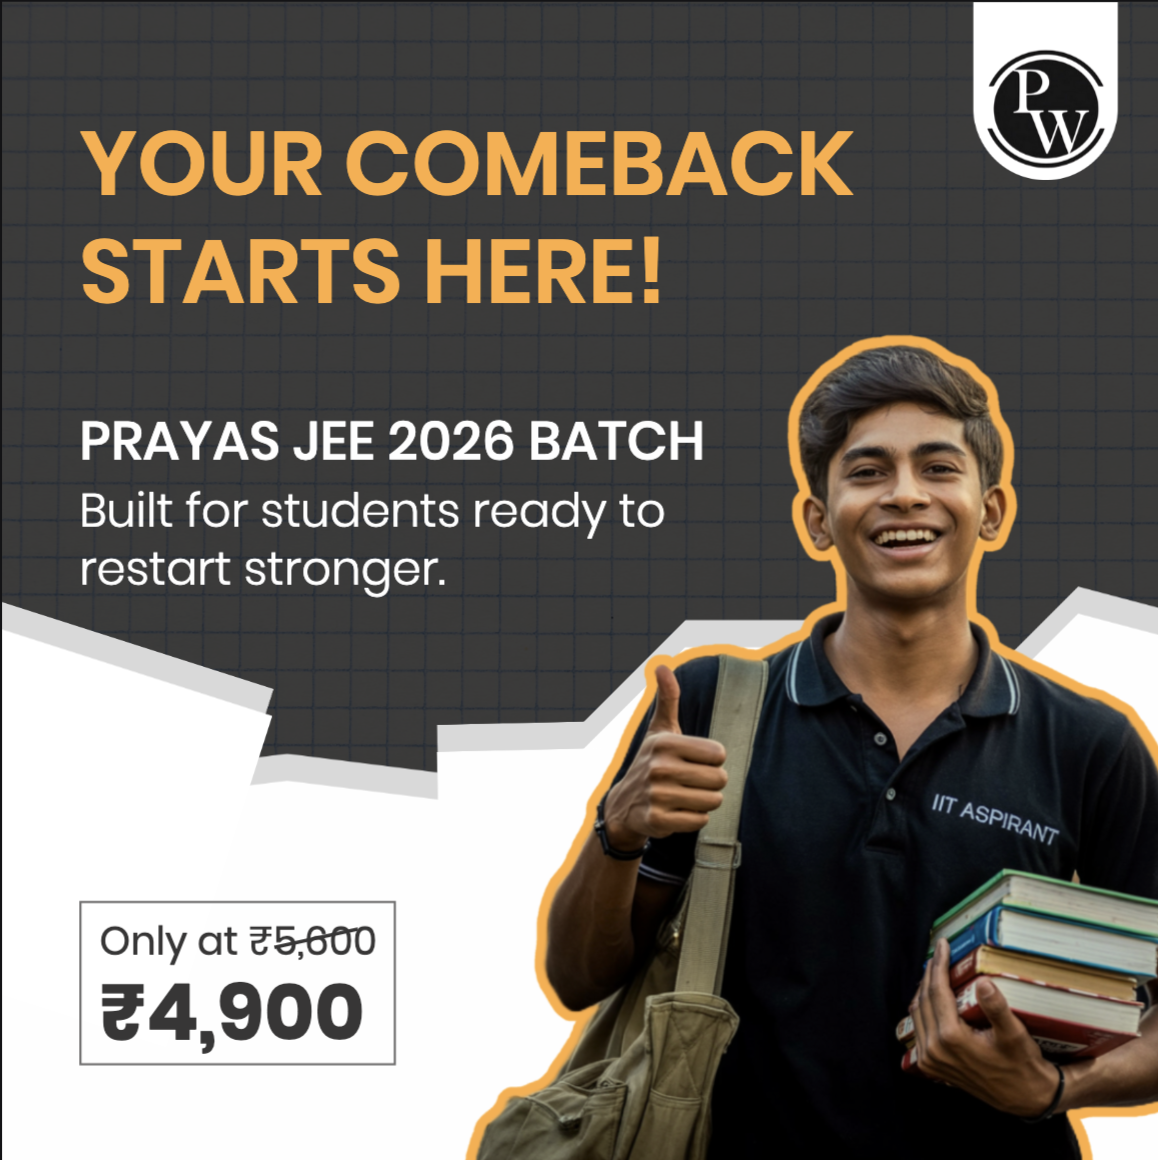 PW
YOUR COMEBACK
STARTS HERE!
PRAYAS JEE 2026 BATCH
Built for students ready to
restart stronger.
IIT ASPIRANT
Only at ₹5,600
₹4,900